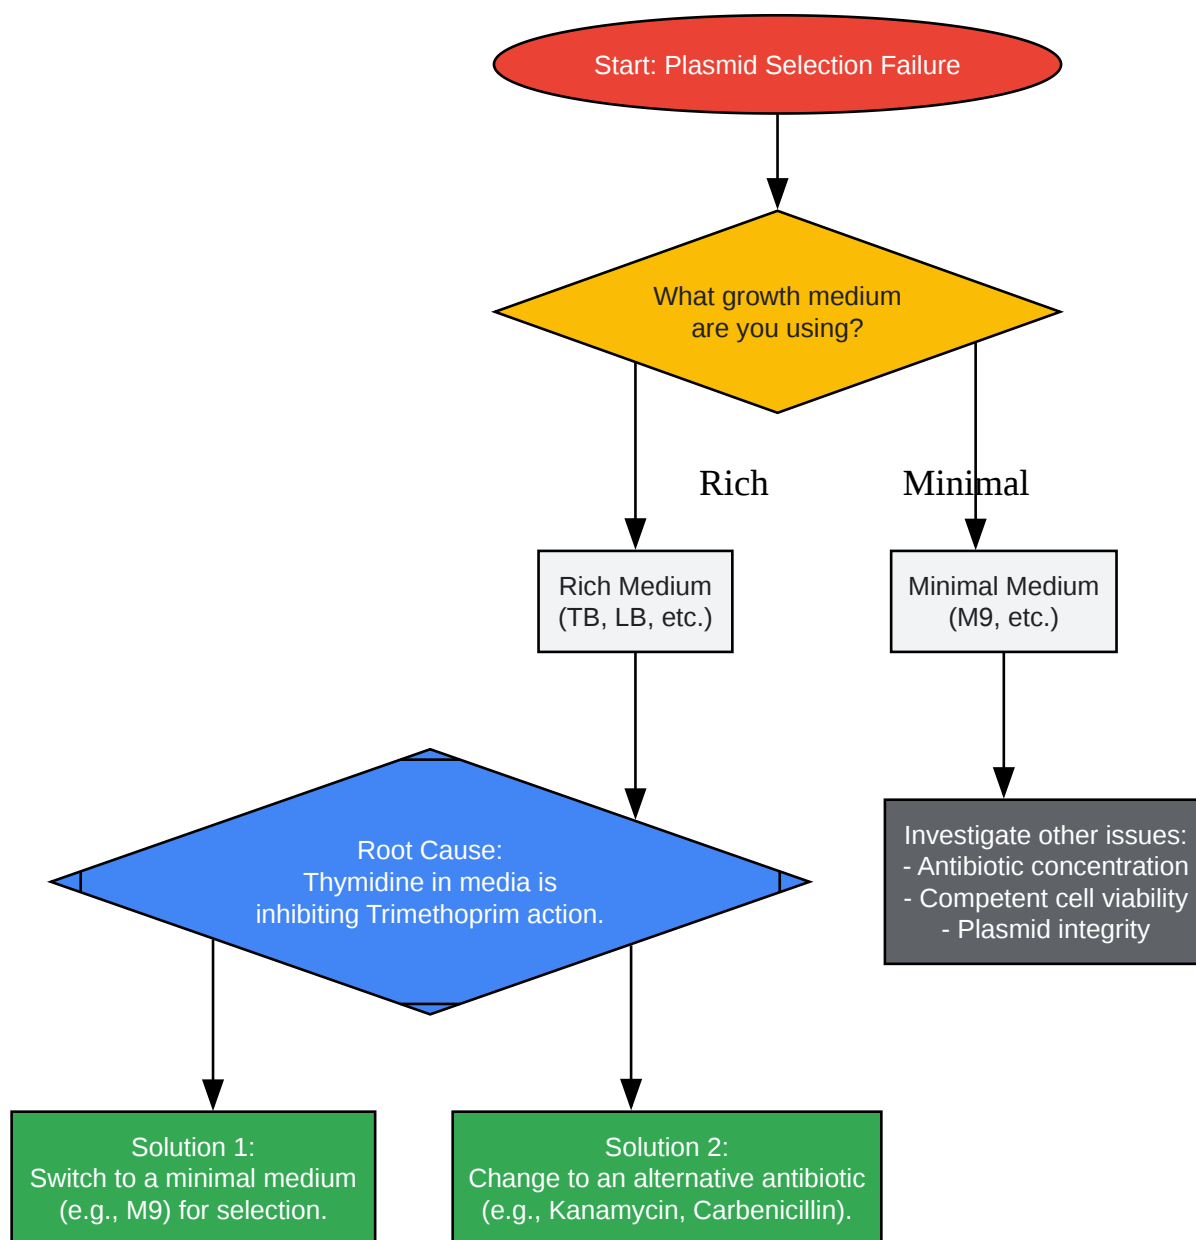 Start: Plasmid Selection Failure
What growth medium
are you using?
Rich
Minimal
Rich Medium
(TB, LB, etc.)
Minimal Medium
(M9, etc.)
Root Cause:
Thymidine in media is
inhibiting Trimethoprim action.
Investigate other issues:
- Antibiotic concentration
- Competent cell viability
- Plasmid integrity
Solution 1:
Switch to a minimal medium
(e.g., M9) for selection.
Solution 2:
Change to an alternative antibiotic
(e.g., Kanamycin, Carbenicillin).